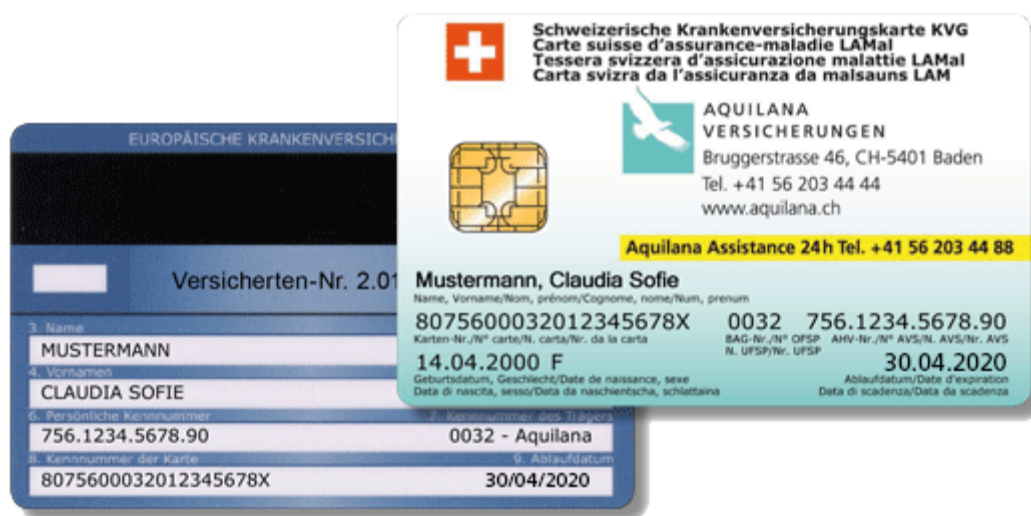 Schweizerische Krankenversicherungskarte KVG
Carte suisse d'assurance-maladie LAMal
Tessera svizzera d'assicurazione malattie LAMal
Carta svizra da l'assicuranza da malsauns LAM
AQUILANA
VERSICHERUNGEN
Bruggerstrasse 46, CH-5401 Baden
Tel. +41 56 203 44 44
www.aquilana.ch
Aquilana Assistance 24h Tel. +41 56 203 44 88
Mustermann, Claudia Sofie
Name, Vorname/Nom, prénom/Cognome, nome/Num, prenum
80756000032012345678X 0032 756.1234.5678.90
Karten-Nr./N° carte/N. carta/Nr. da la carta BAG-Nr./N° OFSP AHV-Nr./N° AVS/N. AVS/Nr. AVS
N. UFSP/Nr. UFSP
14.04.2000 F 30.04.2020
Geburtsdatum, Geschlecht/Date de naissance, sexe Ablaufdatum/Date d'expiration
Data di nascita, sesso/Data da naschientscha, schlattaina Data di scadenza/Data da scadenza
EUROPÄISCHE KRANKENVERSICH
Versicherten-Nr. 2.01
3. Name
MUSTERMANN
4. Vornamen
CLAUDIA SOFIE
6. Persönliche Kennnummer 7. Kennnummer des Trägers
756.1234.5678.90 0032 - Aquilana
8. Kennnummer der Karte 9. Ablaufdatum
80756000032012345678X 30/04/2020